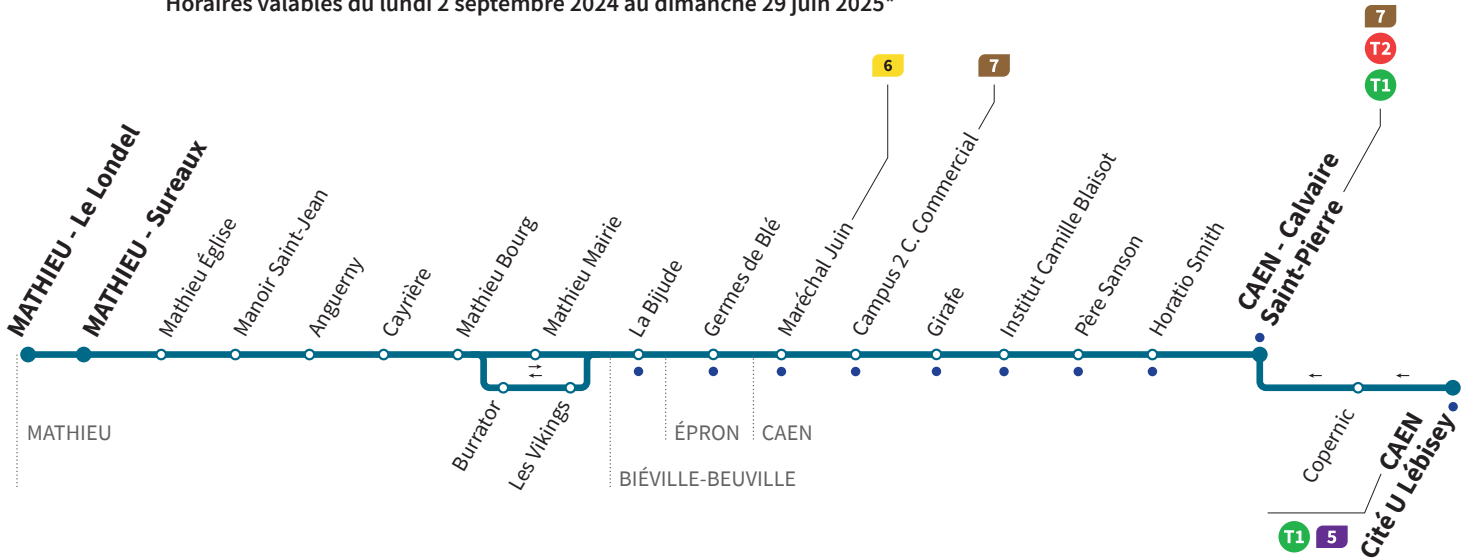 Horaires valables du lundi 2 septembre 2024 au dimanche 29 juin 2025*
7
T2
T1
6
7
MATHIEU - Le Londel
MATHIEU - Sureaux
Mathieu Église
Manoir Saint-Jean
Anguerny
Cayrière
Mathieu Bourg
Mathieu Mairie
La Bijude
Germes de Blé
Maréchal Juin
Campus 2 C. Commercial
Girafe
Institut Camille Blaisot
Père Sanson
Horatio Smith
CAEN - Calvaire
Saint-Pierre
Burrator
Les Vikings
Copernic
CAEN
Cité U Lébisey
MATHIEU
ÉPRON
CAEN
BIÉVILLE-BEUVILLE
T1
5